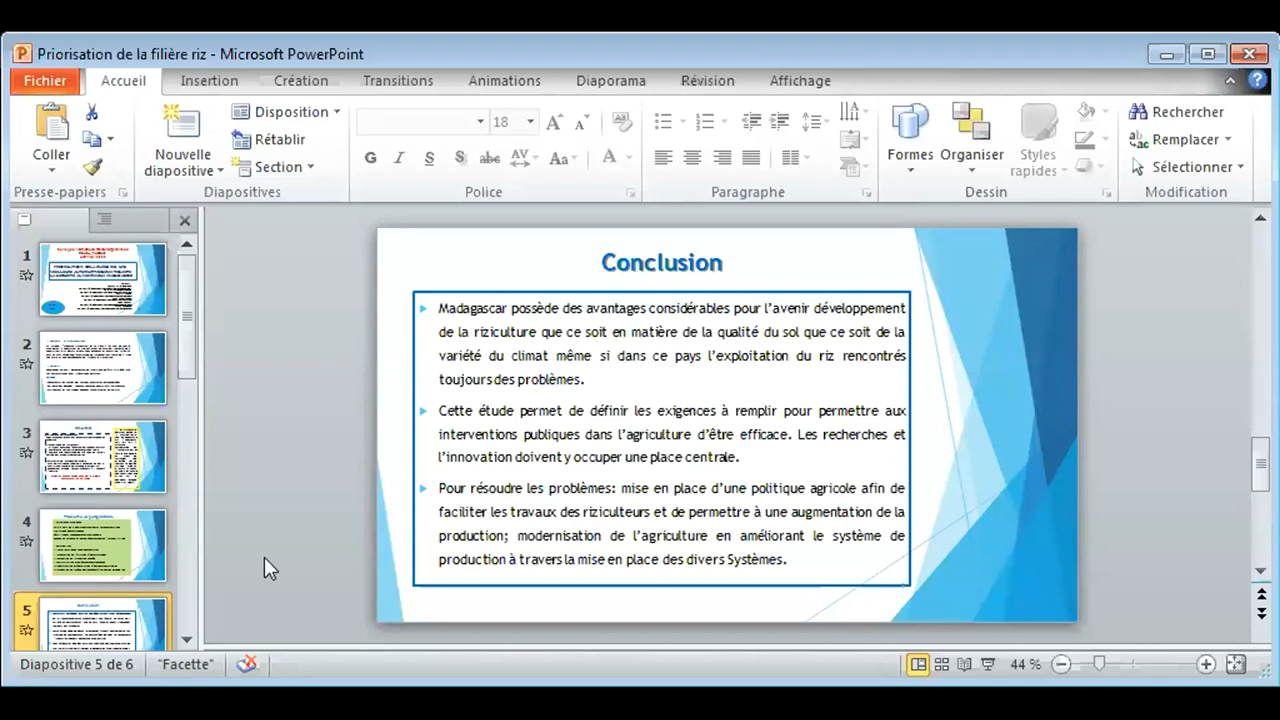 Priorisation de la filière riz - Microsoft PowerPoint
Fichier Accueil Insertion Création Transitions Animations Diaporama Révision Affichage
Coller
Presse-papiers
Nouvelle
diapositive
Disposition
Rétablir
Section
Diapositives
18
G I S S abc AV Aa A
Police
Paragraphe
Formes Organiser Styles
rapides
Dessin
Rechercher
Remplacer
Sélectionner
Modification
1
2
3
4
5
Conclusion
Madagascar possède des avantages considérables pour l'avenir développement
de la riziculture que ce soit en matière de la qualité du sol que ce soit de la
variété du climat même si dans ce pays l'exploitation du riz rencontrés
toujours des problèmes.
Cette étude permet de définir les exigences à remplir pour permettre aux
interventions publiques dans l'agriculture d'être efficace. Les recherches et
l'innovation doivent y occuper une place centrale.
Pour résoudre les problèmes: mise en place d'une politique agricole afin de
faciliter les travaux des riziculteurs et de permettre à une augmentation de la
production; modernisation de l'agriculture en améliorant le système de
production à travers la mise en place des divers Systèmes.
Diapositive 5 de 6 "Facette" 44 %